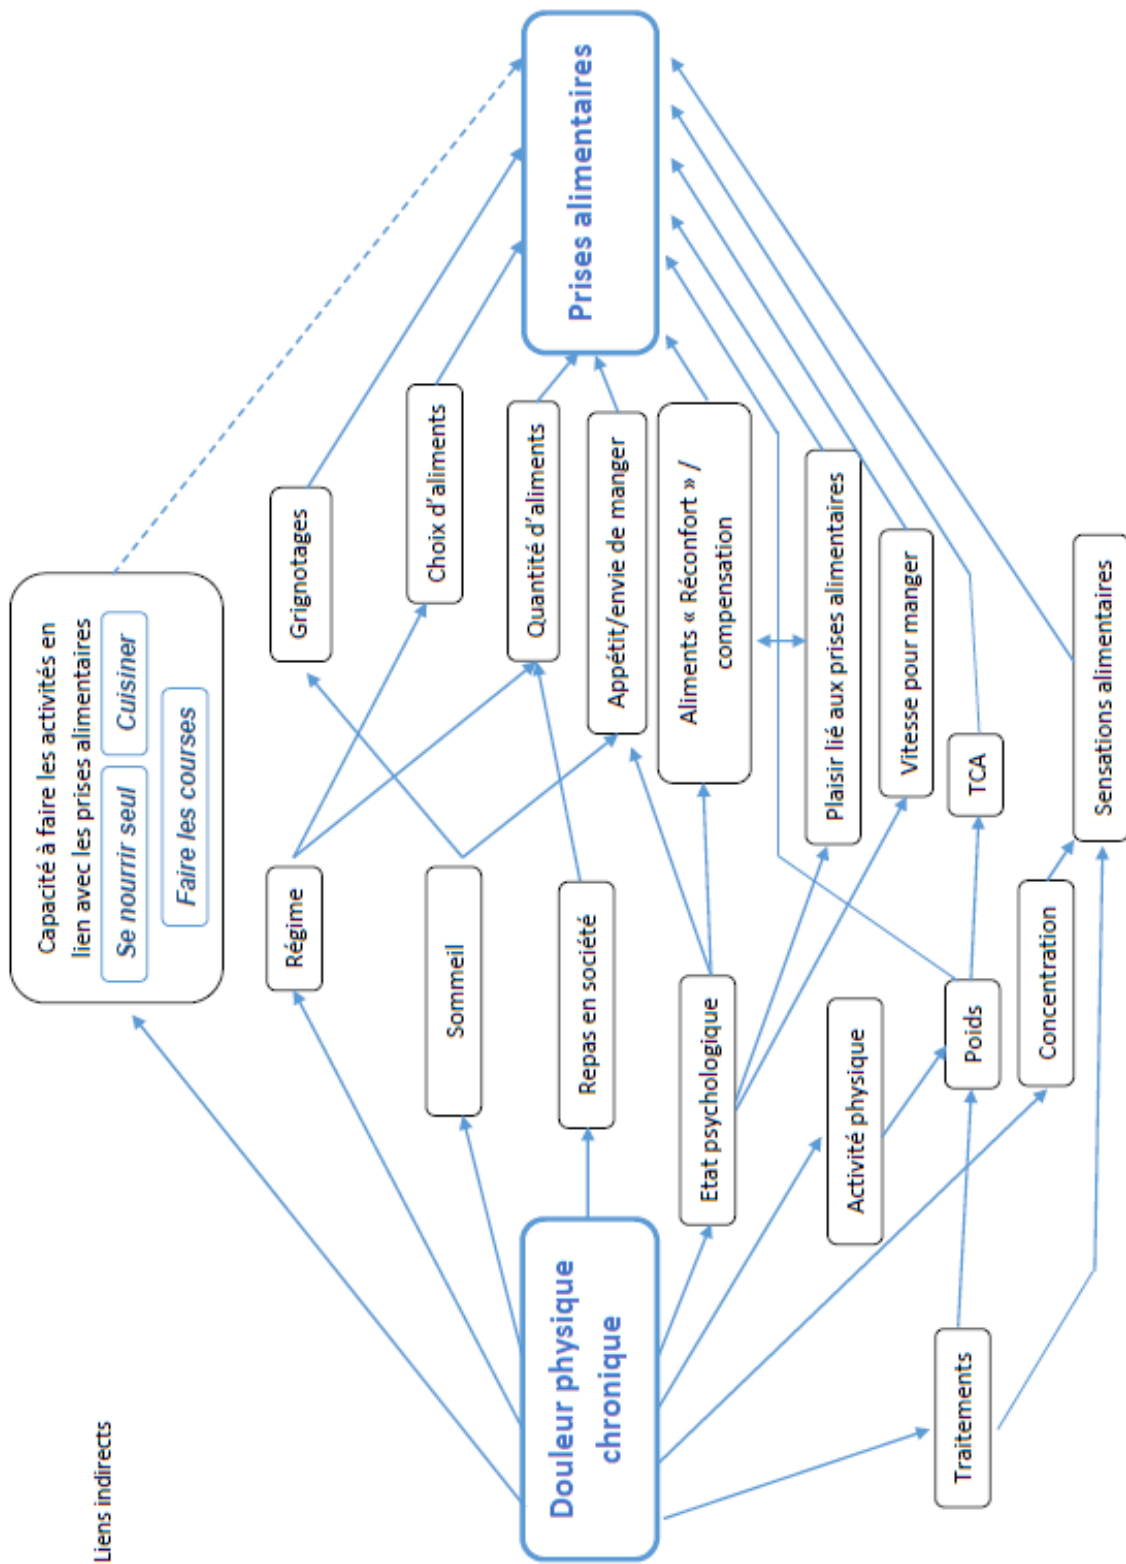 Liens indirects
Capacité à faire les activités en
lien avec les prises alimentaires
Se nourrir seul
Cuisiner
Faire les courses
Régime
Grignotages
Sommeil
Choix d'aliments
Repas en société
Quantité d'aliments
Douleur physique
chronique
Prises alimentaires
Appétit/envie de manger
Etat psychologique
Aliments « Réconfort » /
compensation
Plaisir lié aux prises alimentaires
Activité physique
Vitesse pour manger
Traitements
Poids
TCA
Concentration
Sensations alimentaires